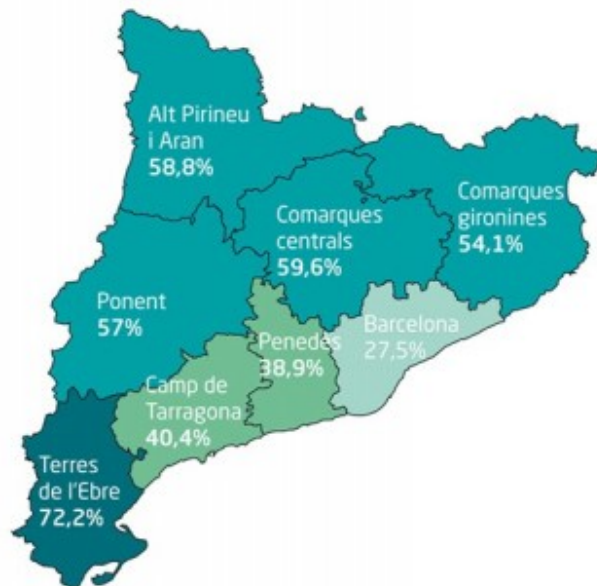 Alt Pirineu
i Aran
58,8%
Comarques
gironines
54,1%
Comarques
centrals
59,6%
Ponent
57%
Barcelona
27,5%
Penedès
38,9%
Camp de
Tarragona
40,4%
Terres
de l'Ebre
72,2%